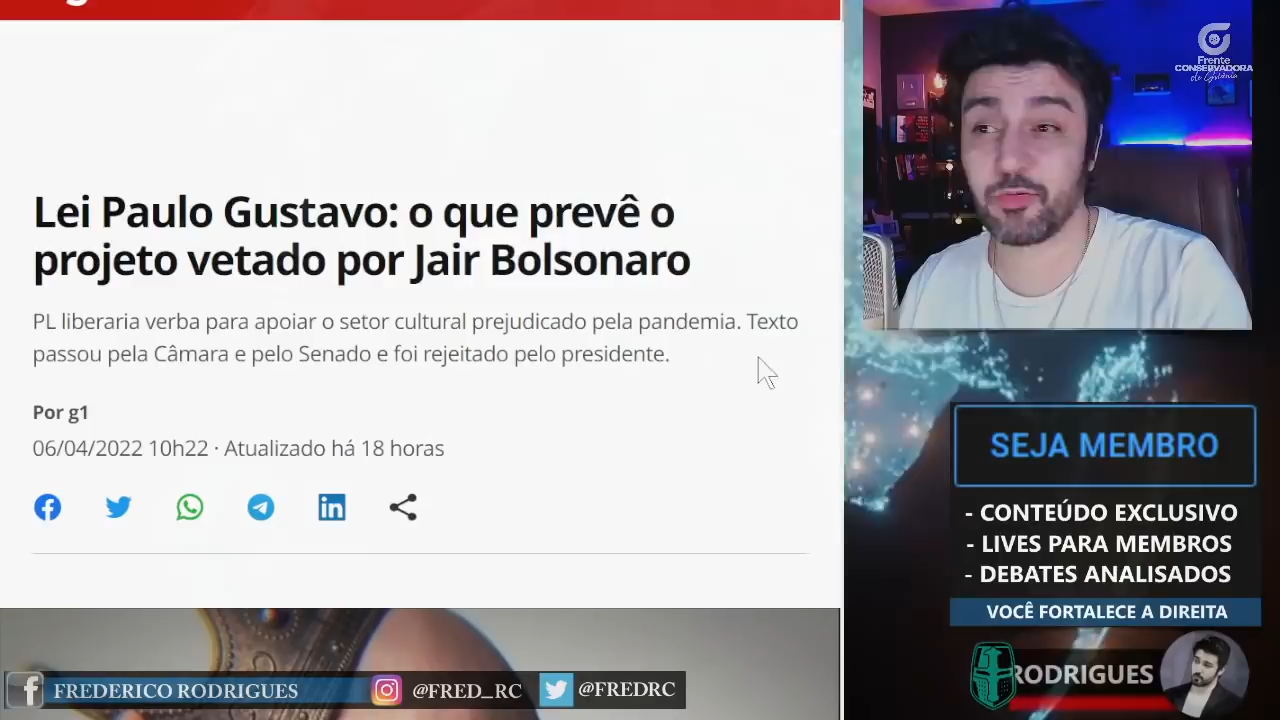 Lei Paulo Gustavo: o que prevê o
projeto vetado por Jair Bolsonaro
PL liberaria verba para apoiar o setor cultural prejudicado pela pandemia. Texto
passou pela Câmara e pelo Senado e foi rejeitado pelo presidente.
Por g1
06/04/2022 10h22 · Atualizado há 18 horas
FREDERICO RODRIGUES
@FRED_RC
@FREDRC
Frente
CONSERVADORA
de Goiânia
SEJA MEMBRO
- CONTEÚDO EXCLUSIVO
- LIVES PARA MEMBROS
- DEBATES ANALISADOS
VOCÊ FORTALECE A DIREITA
RODRIGUES